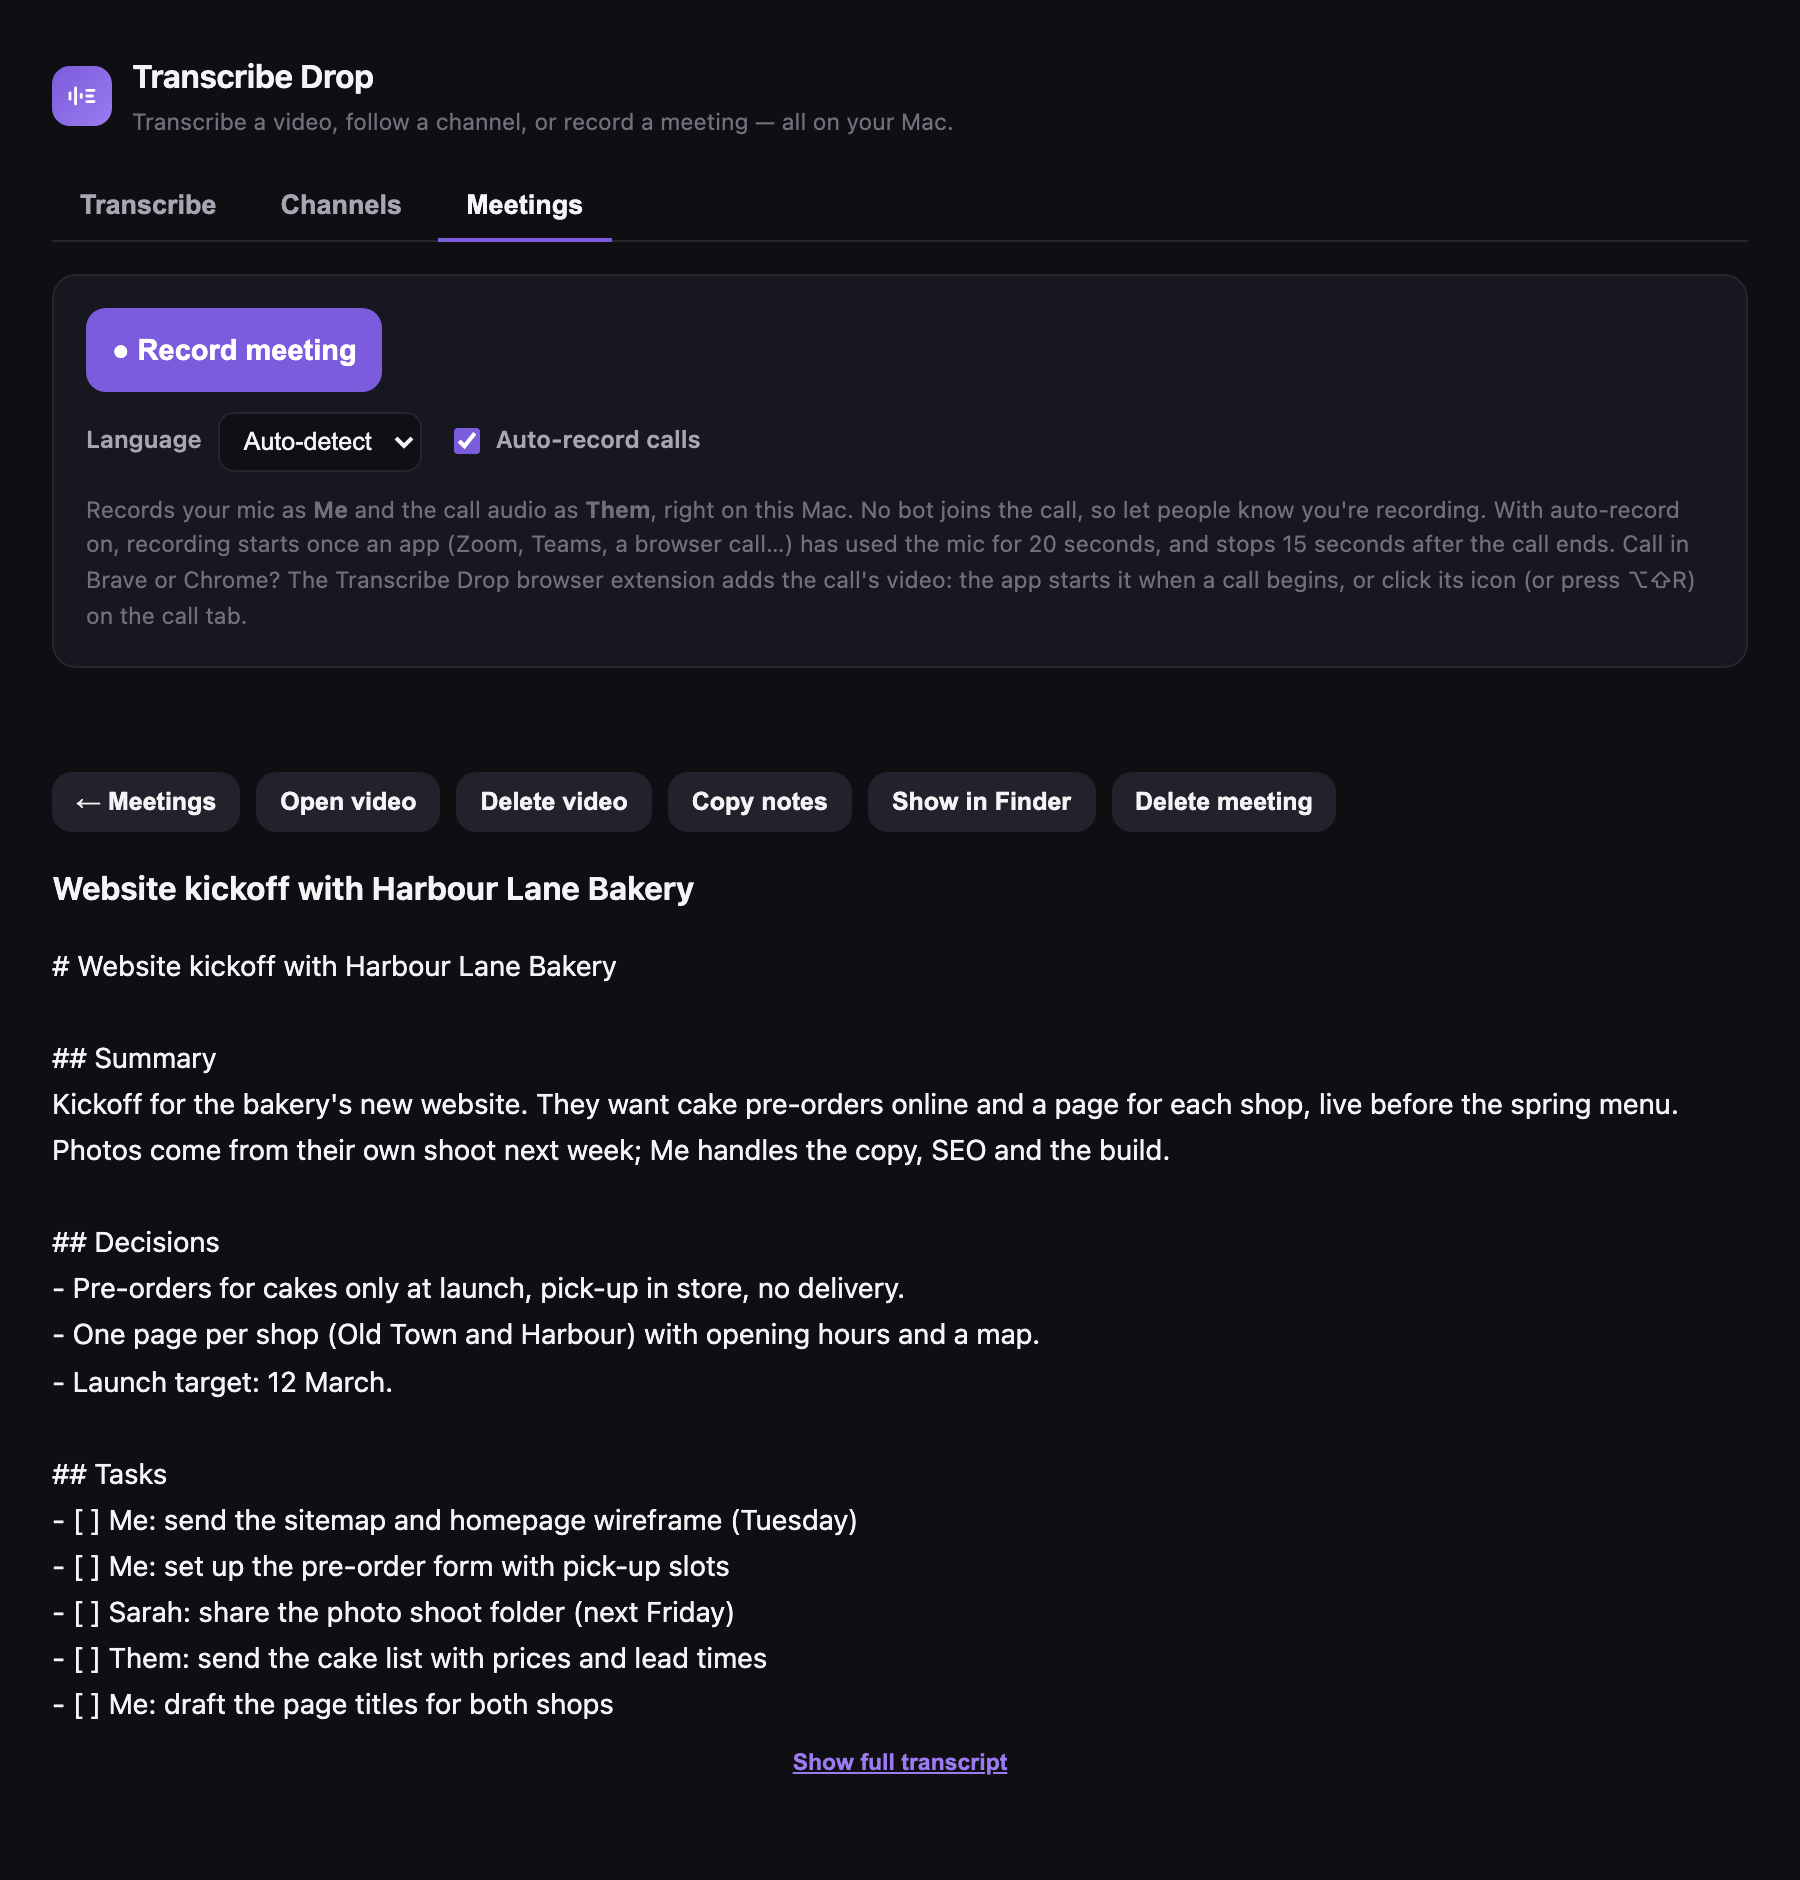 Transcribe Drop
Transcribe a video, follow a channel, or record a meeting — all on your Mac.
Transcribe Channels Meetings
● Record meeting
Language Auto-detect Auto-record calls
Records your mic as Me and the call audio as Them, right on this Mac. No bot joins the call, so let people know you're recording. With auto-record
on, recording starts once an app (Zoom, Teams, a browser call...) has used the mic for 20 seconds, and stops 15 seconds after the call ends. Call in
Brave or Chrome? The Transcribe Drop browser extension adds the call's video: the app starts it when a call begins, or click its icon (or press ⌥⇧R)
on the call tab.
← Meetings Open video Delete video Copy notes Show in Finder Delete meeting
Website kickoff with Harbour Lane Bakery
# Website kickoff with Harbour Lane Bakery
## Summary
Kickoff for the bakery's new website. They want cake pre-orders online and a page for each shop, live before the spring menu.
Photos come from their own shoot next week; Me handles the copy, SEO and the build.
## Decisions
- Pre-orders for cakes only at launch, pick-up in store, no delivery.
- One page per shop (Old Town and Harbour) with opening hours and a map.
- Launch target: 12 March.
## Tasks
- [ ] Me: send the sitemap and homepage wireframe (Tuesday)
- [ ] Me: set up the pre-order form with pick-up slots
- [ ] Sarah: share the photo shoot folder (next Friday)
- [ ] Them: send the cake list with prices and lead times
- [ ] Me: draft the page titles for both shops
Show full transcript